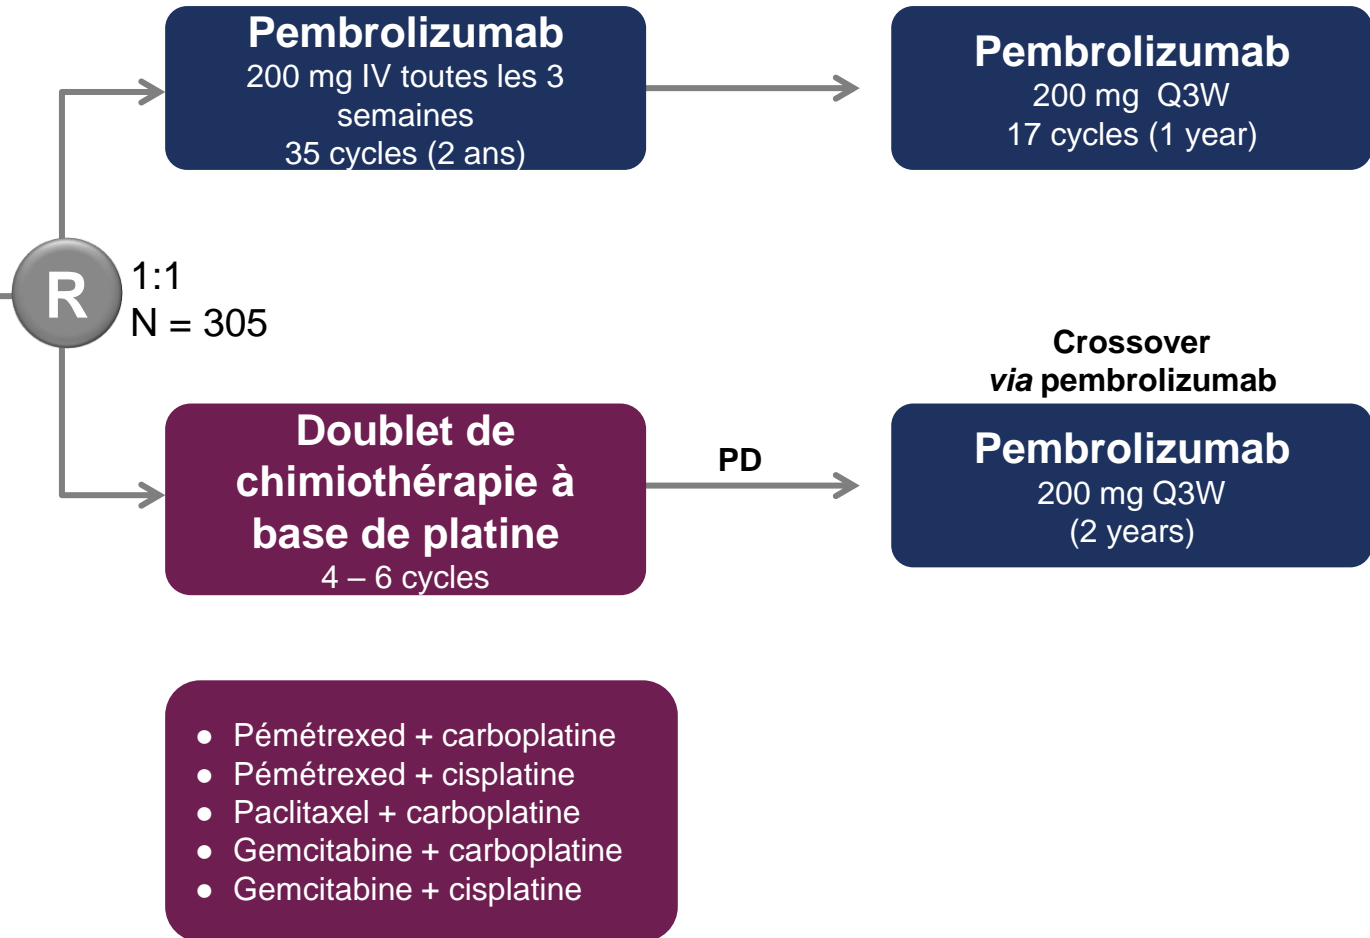 Pembrolizumab
200 mg IV toutes les 3
semaines
35 cycles (2 ans)
Pembrolizumab
200 mg Q3W
17 cycles (1 year)
R
1:1
N = 305
Crossover
via pembrolizumab
Doublet de
chimiothérapie à
base de platine
4 – 6 cycles
PD
Pembrolizumab
200 mg Q3W
(2 years)
● Pémétrexed + carboplatine
● Pémétrexed + cisplatine
● Paclitaxel + carboplatine
● Gemcitabine + carboplatine
● Gemcitabine + cisplatine